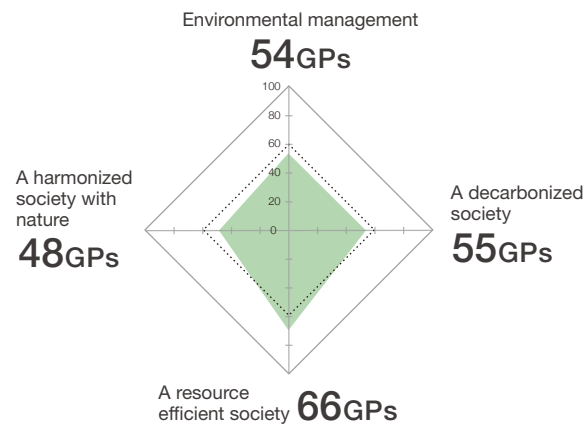 Environmental management
54GPs
100
80
60
40
20
0
A harmonized
society with
nature
48GPs
A decarbonized
society
55GPs
A resource
efficient society 66GPs